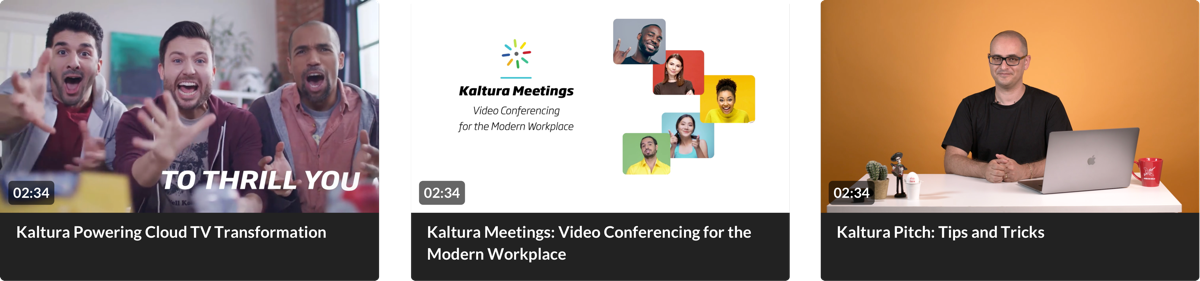 TO THRILL YOU
02:34
Kaltura Powering Cloud TV Transformation
Kaltura Meetings
Video Conferencing
for the Modern Workplace
02:34
Kaltura Meetings: Video Conferencing for the
Modern Workplace
02:34
Kaltura Pitch: Tips and Tricks